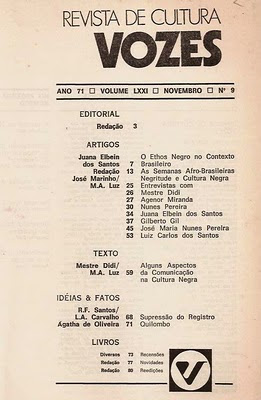 REVISTA DE CULTURA
VOZES
ANO 71 □ VOLUME LXXI □ NOVEMBRO □ Nº 9
EDITORIAL
Redação 3
ARTIGOS
Juana Elbein O Ethos Negro no Contexto
dos Santos 7 Brasileiro
Redação 13 As Semanas Afro-Brasileiras
José Marinho/ Negritude e Cultura Negra
M.A. Luz 25 Entrevistas com
26 Mestre Didi
27 Agenor Miranda
30 Nunes Pereira
34 Juana Elbein dos Santos
37 Gilberto Gil
45 José Maria Nunes Pereira
53 Luz Carlos dos Santos
TEXTO
Mestre Didi/ Alguns Aspectos
M.A. Luz 59 da Comunicação
na Cultura Negra
IDÉIAS & FATOS
R.F. Santos/
L.A. Carvalho 68 Supressão do Registro
Ágatha de Oliveira 71 Quilombo
LIVROS
Diversos 73 Recensões
Redação 77 Novidades
Redação 80 Reedições